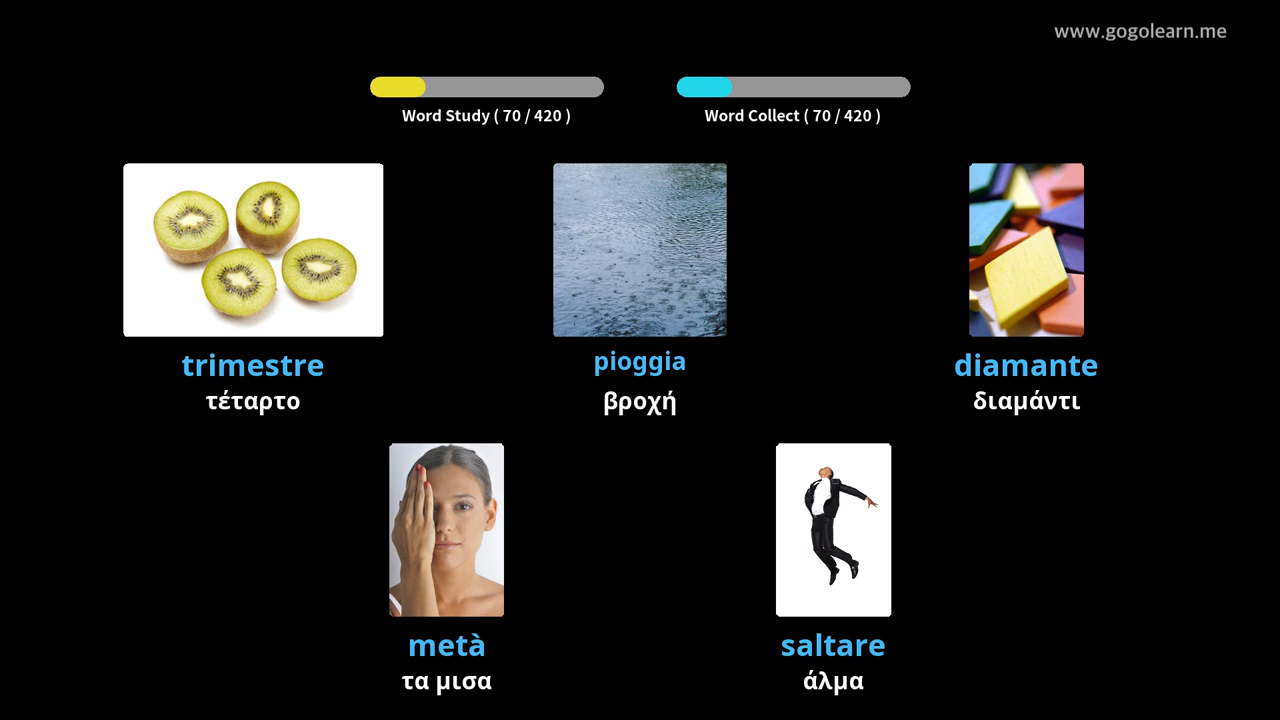 www.gogolearn.me
Word Study ( 70 / 420 )
Word Collect ( 70 / 420 )
trimestre
τέταρτο
pioggia
βροχή
diamante
διαμάντι
metà
τα μισα
saltare
άλμα